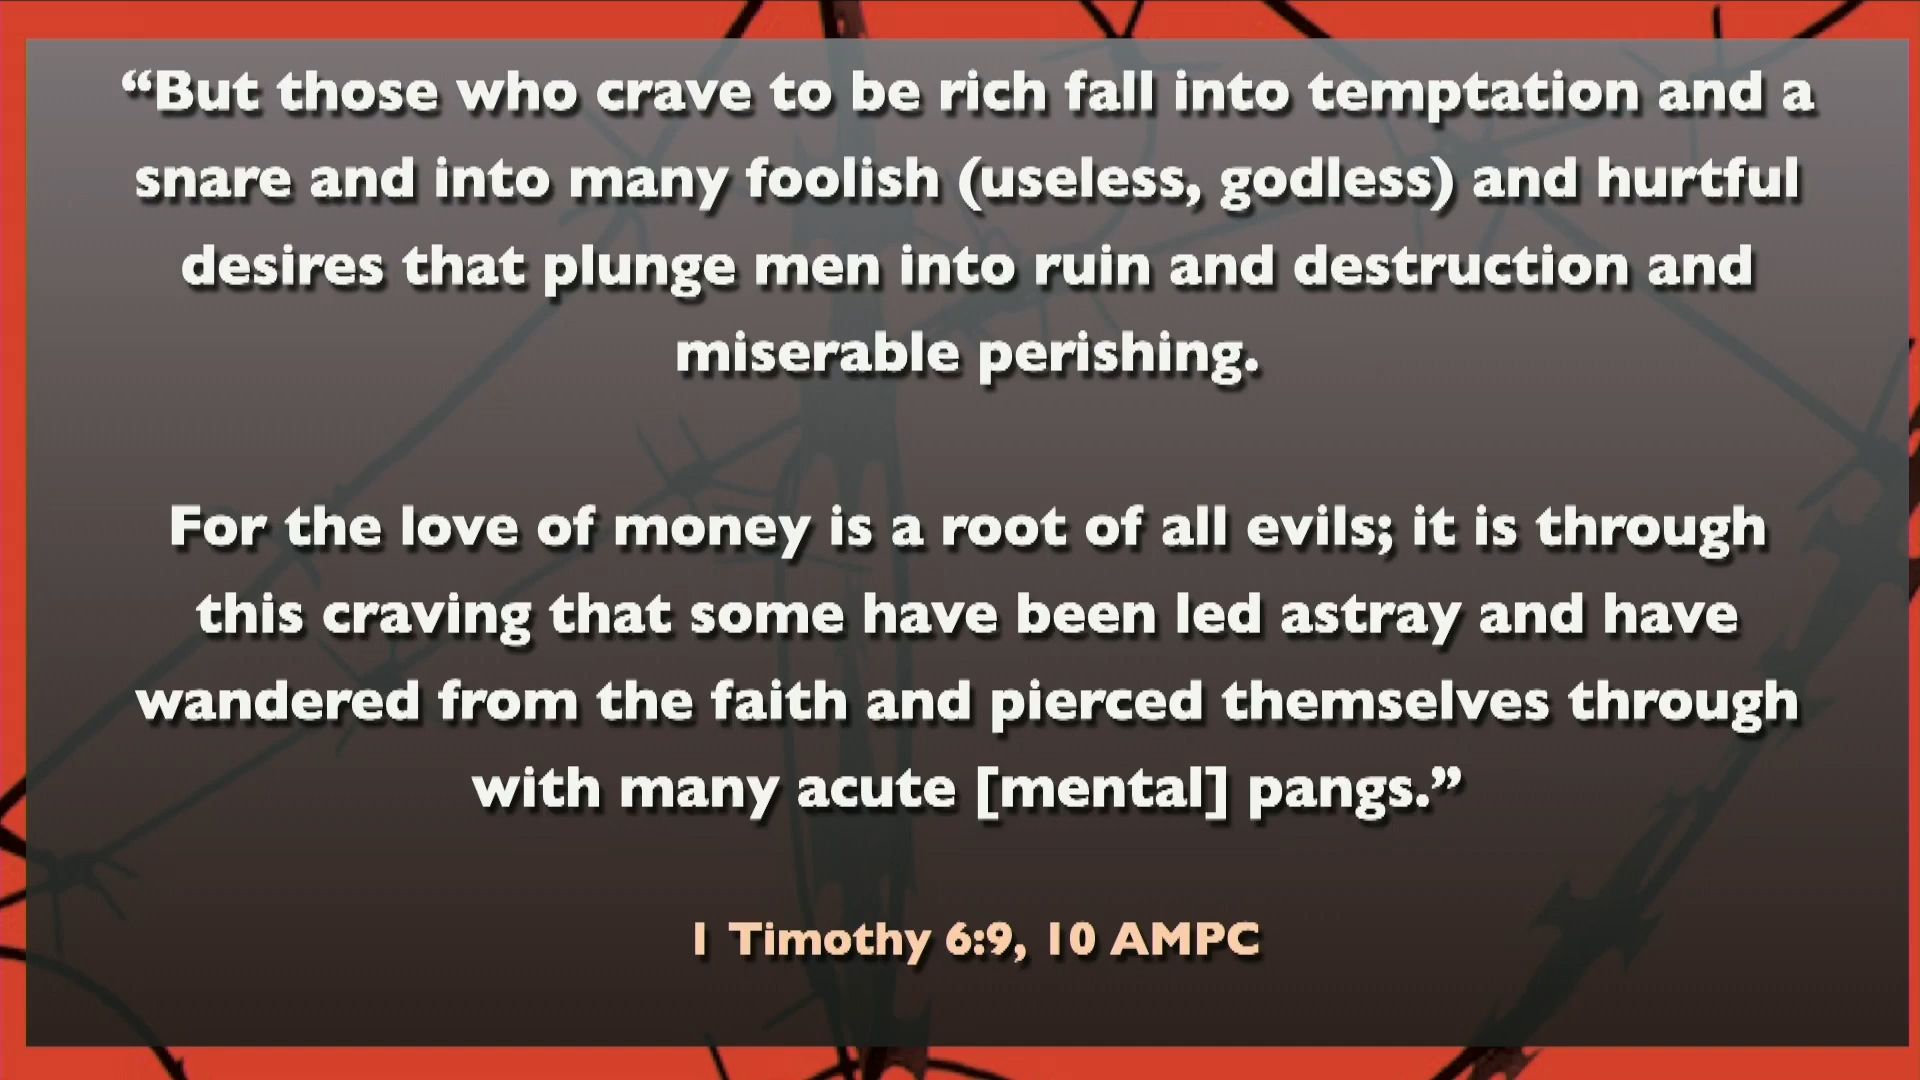 “But those who crave to be rich fall into temptation and a
snare and into many foolish (useless, godless) and hurtful
desires that plunge men into ruin and destruction and
miserable perishing.
For the love of money is a root of all evils; it is through
this craving that some have been led astray and have
wandered from the faith and pierced themselves through
with many acute [mental] pangs.”
1 Timothy 6:9, 10 AMPC